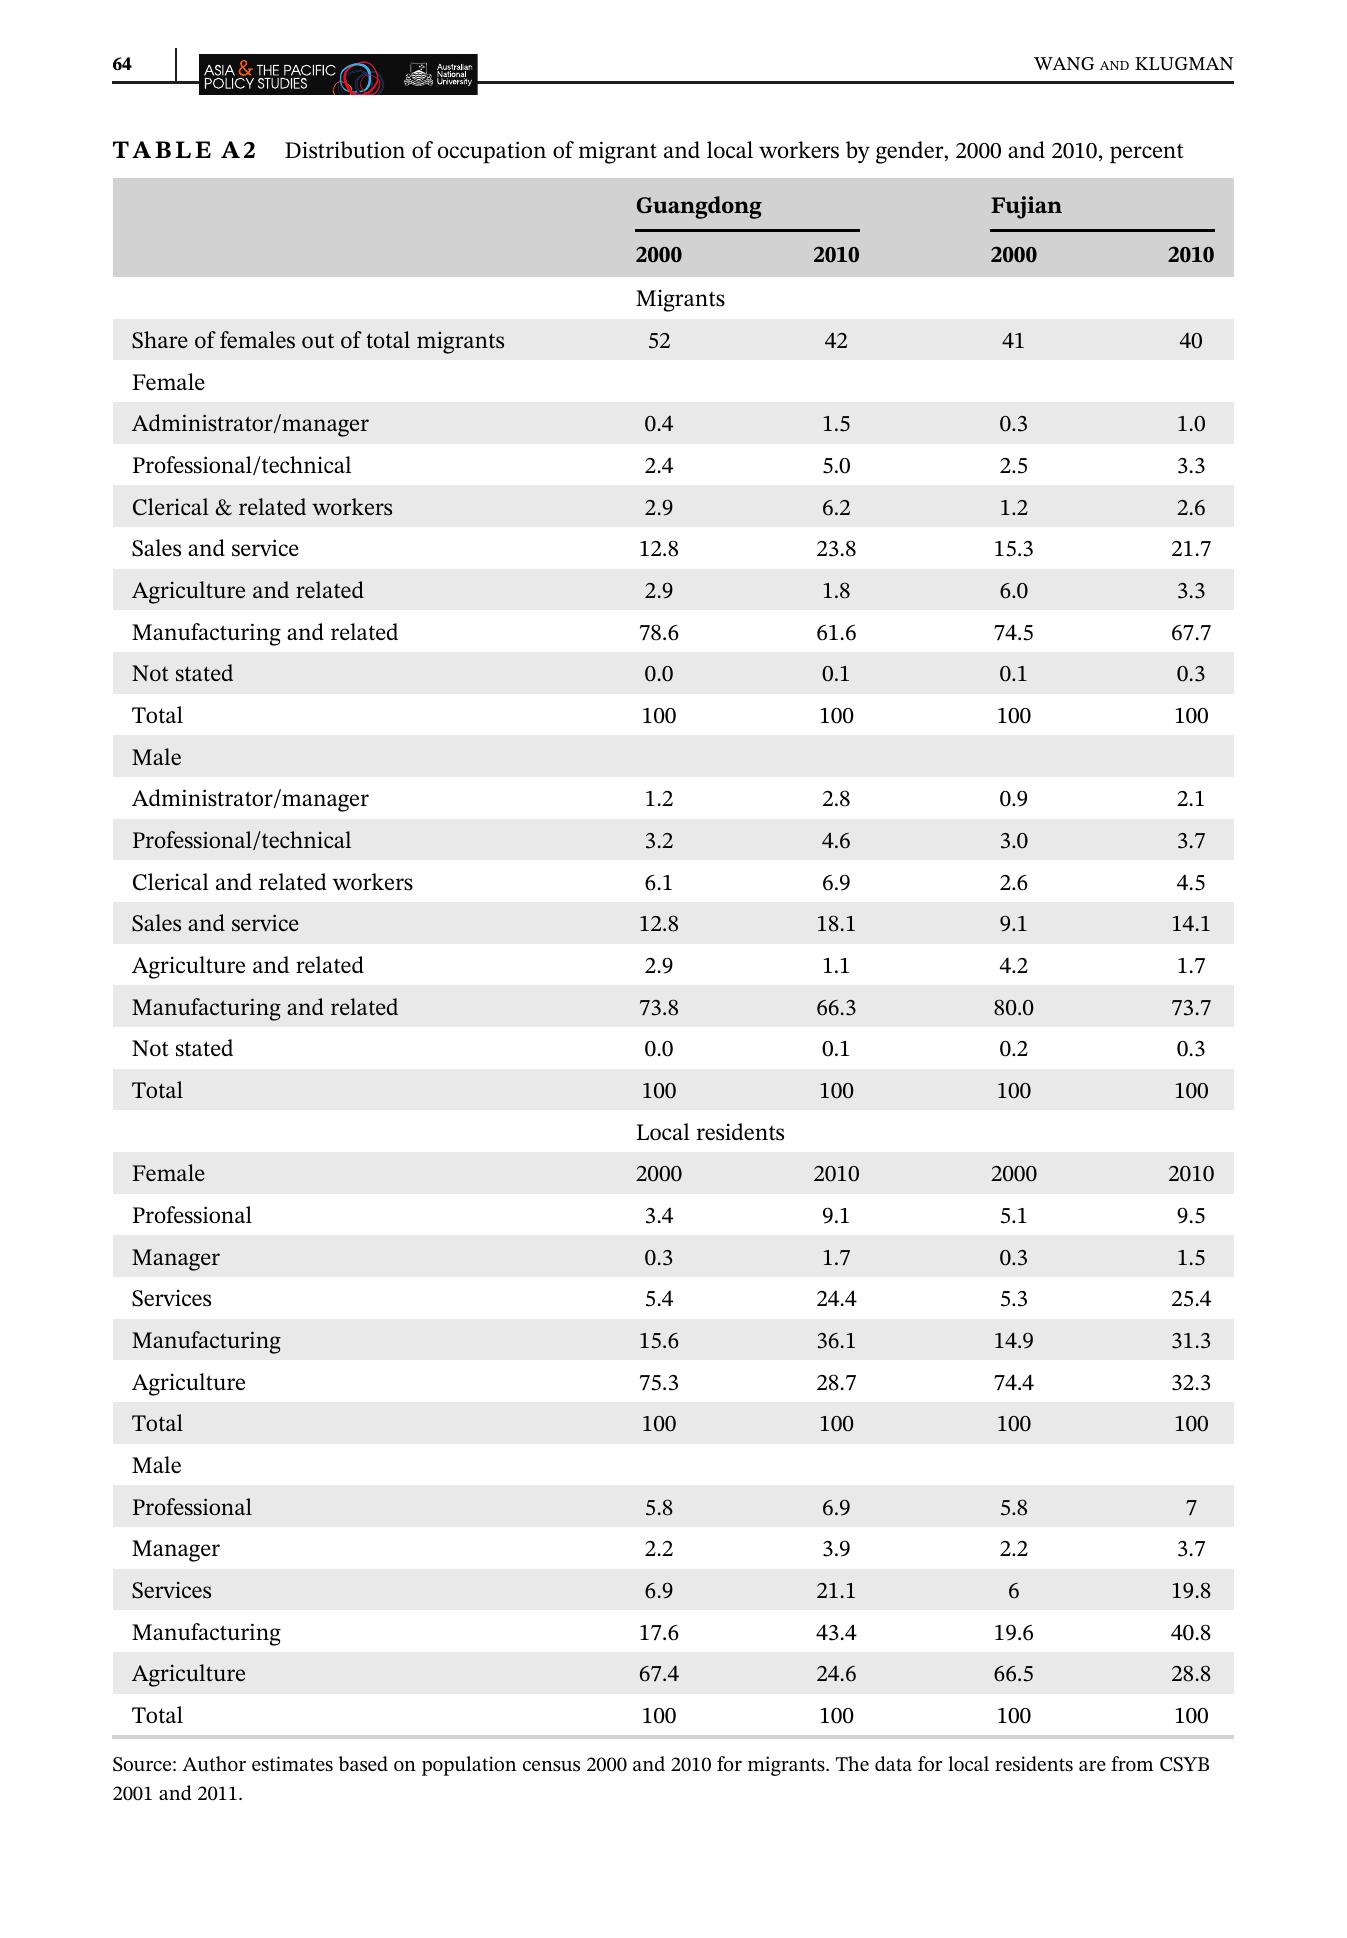 64
ASIA & THE PACIFIC
POLICY STUDIES
Australian
National
University
WANG AND KLUGMAN
TABLE A2 Distribution of occupation of migrant and local workers by gender, 2000 and 2010, percent
Guangdong Fujian
2000 2010 2000 2010
Migrants
Share of females out of total migrants 52 42 41 40
Female
Administrator/manager 0.4 1.5 0.3 1.0
Professional/technical 2.4 5.0 2.5 3.3
Clerical & related workers 2.9 6.2 1.2 2.6
Sales and service 12.8 23.8 15.3 21.7
Agriculture and related 2.9 1.8 6.0 3.3
Manufacturing and related 78.6 61.6 74.5 67.7
Not stated 0.0 0.1 0.1 0.3
Total 100 100 100 100
Male
Administrator/manager 1.2 2.8 0.9 2.1
Professional/technical 3.2 4.6 3.0 3.7
Clerical and related workers 6.1 6.9 2.6 4.5
Sales and service 12.8 18.1 9.1 14.1
Agriculture and related 2.9 1.1 4.2 1.7
Manufacturing and related 73.8 66.3 80.0 73.7
Not stated 0.0 0.1 0.2 0.3
Total 100 100 100 100
Local residents
Female 2000 2010 2000 2010
Professional 3.4 9.1 5.1 9.5
Manager 0.3 1.7 0.3 1.5
Services 5.4 24.4 5.3 25.4
Manufacturing 15.6 36.1 14.9 31.3
Agriculture 75.3 28.7 74.4 32.3
Total 100 100 100 100
Male
Professional 5.8 6.9 5.8 7
Manager 2.2 3.9 2.2 3.7
Services 6.9 21.1 6 19.8
Manufacturing 17.6 43.4 19.6 40.8
Agriculture 67.4 24.6 66.5 28.8
Total 100 100 100 100
Source: Author estimates based on population census 2000 and 2010 for migrants. The data for local residents are from CSYB
2001 and 2011.